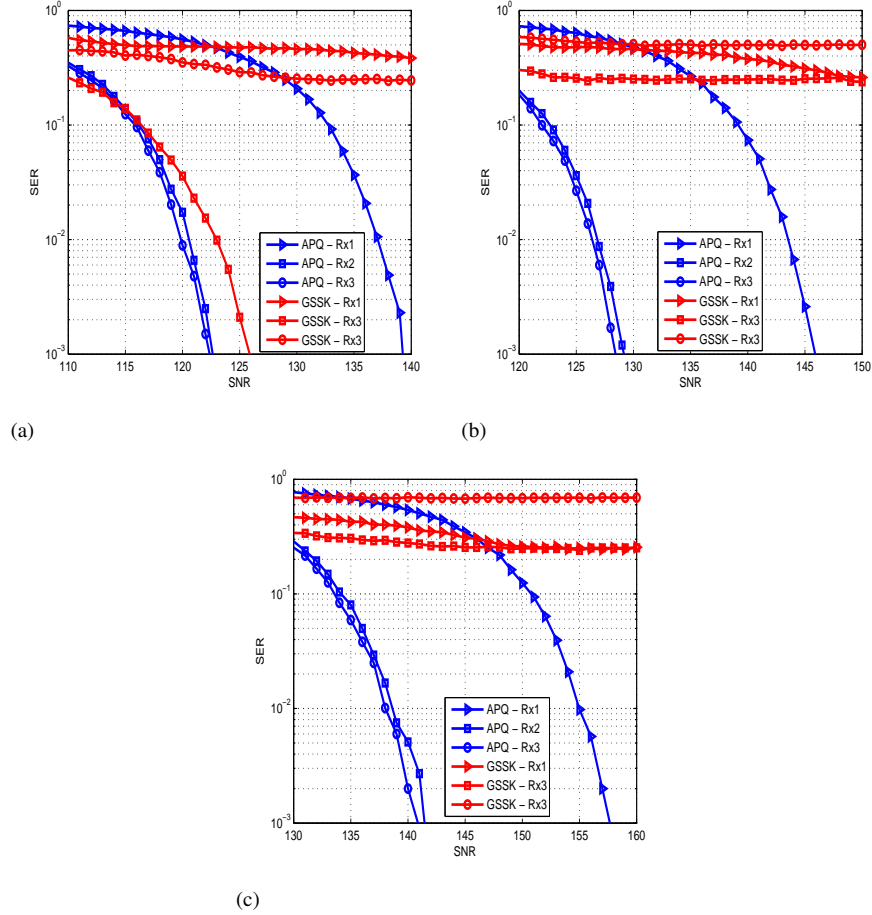 10^0
10^-1
10^-2
10^-3
SER
110 115 120 125 130 135 140
SNR
APQ – Rx1
APQ – Rx2
APQ – Rx3
GSSK – Rx1
GSSK – Rx3
GSSK – Rx3
(a)
10^0
10^-1
10^-2
10^-3
SER
120 125 130 135 140 145 150
SNR
APQ – Rx1
APQ – Rx2
APQ – Rx3
GSSK – Rx1
GSSK – Rx3
GSSK – Rx3
(b)
10^0
10^-1
10^-2
10^-3
SER
130 135 140 145 150 155 160
SNR
APQ – Rx1
APQ – Rx2
APQ – Rx3
GSSK – Rx1
GSSK – Rx3
GSSK – Rx3
(c)